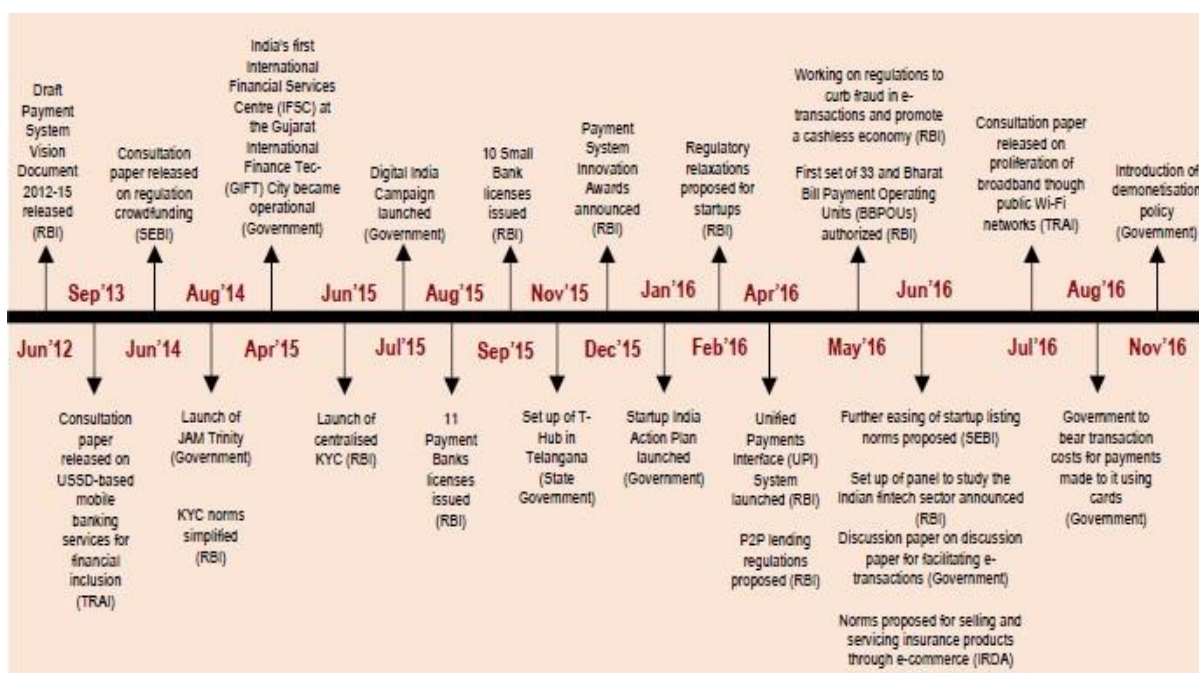 Draft
Payment
System
Vision
Document
2012-15
released
(RBI)
Consultation
paper released
on regulation
crowdfunding
(SEBI)
India's first
International
Financial Services
Centre (IFSC) at
the Gujarat
International
Finance Tec-
(GIFT) City became
operational
(Government)
Digital India
Campaign
launched
(Government)
10 Small
Bank
licenses
issued
(RBI)
Payment
System
Innovation
Awards
announced
(RBI)
Regulatory
relaxations
proposed for
startups
(RBI)
Working on regulations to
curb fraud in e-
transactions and promote
a cashless economy (RBI)
First set of 33 and Bharat
Bill Payment Operating
Units (BBPOUs)
authorized (RBI)
Consultation paper
released on
proliferation of
broadband though
public Wi-Fi
networks (TRAI)
Introduction of
demonetisation
policy
(Government)
Sep'13
Aug'14
Jun'15
Aug'15
Nov'15
Jan'16
Apr'16
Jun'16
Aug'16
Jun'12
Jun'14
Apr'15
Jul'15
Sep'15
Dec'15
Feb'16
May'16
Jul'16
Nov'16
Consultation
paper
released on
USSD-based
mobile
banking
services for
financial
inclusion
(TRAI)
Launch of
JAM Trinity
(Government)
KYC norms
simplified
(RBI)
Launch of
centralised
KYC (RBI)
11
Payment
Banks
licenses
issued
(RBI)
Set up of T-
Hub in
Telangana
(State
Government)
Startup India
Action Plan
launched
(Government)
Unified
Payments
Interface (UPI)
System
launched (RBI)
P2P lending
regulations
proposed (RBI)
Further easing of startup listing
norms proposed (SEBI)
Set up of panel to study the
Indian fintech sector announced
(RBI)
Discussion paper on discussion
paper for facilitating e-
transactions (Government)
Norms proposed for selling and
servicing insurance products
through e-commerce (IRDA)
Government to
bear transaction
costs for payments
made to it using
cards
(Government)